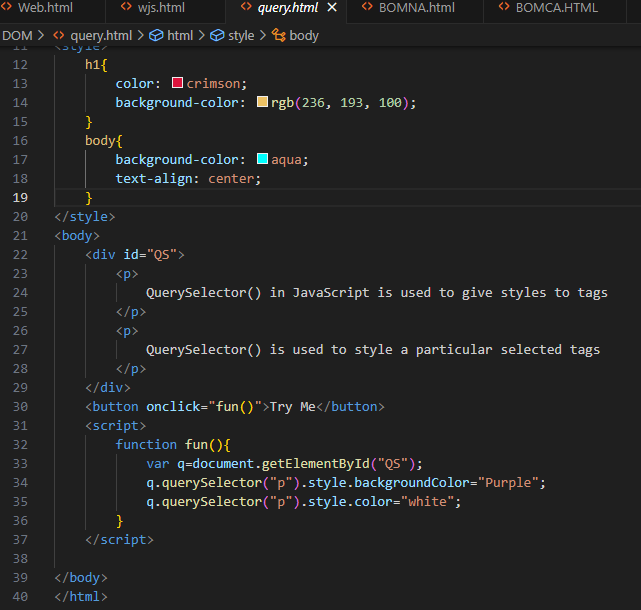 Web.html wjs.html query.html BOMNA.html BOMCA.HTML
DOM > query.html > html > style > body
11 <style>
12 h1{
13 color: crimson;
14 background-color: rgb(236, 193, 100);
15 }
16 body{
17 background-color: aqua;
18 text-align: center;
19 }
20 </style>
21 <body>
22 <div id="QS">
23 <p>
24 QuerySelector() in JavaScript is used to give styles to tags
25 </p>
26 <p>
27 QuerySelector() is used to style a particular selected tags
28 </p>
29 </div>
30 <button onclick="fun()">Try Me</button>
31 <script>
32 function fun(){
33 var q=document.getElementById("QS");
34 q.querySelector("p").style.backgroundColor="Purple";
35 q.querySelector("p").style.color="white";
36 }
37 </script>
38
39 </body>
40 </html>